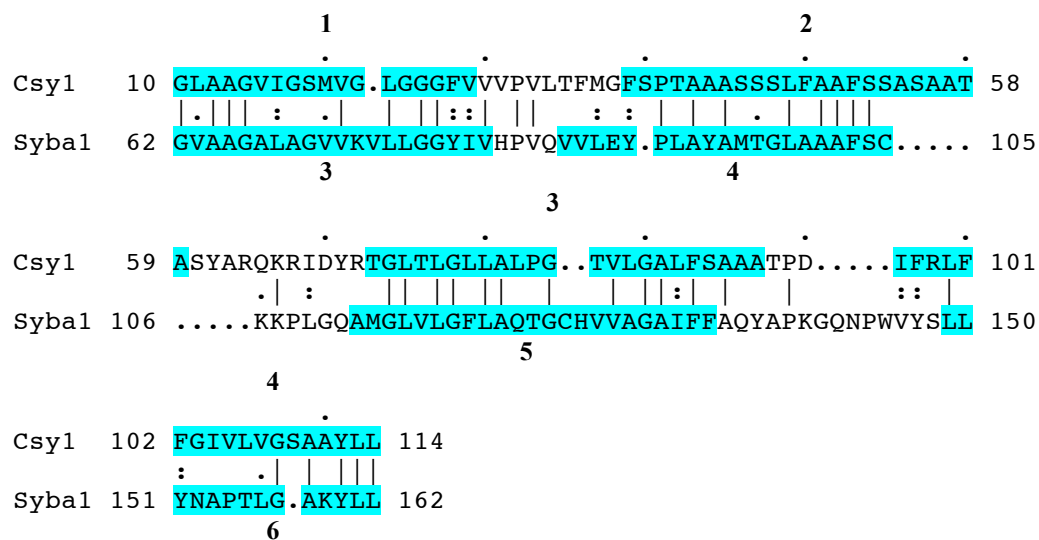 1 2
. . . . .
Csy1 10 GLAAGVIGSMVG.LGGGFVVVPVLTFMGFSPTAAASSSLFAAFSSASAAT 58
|.||| :  .|  | ||::| ||   : : | | | . | ||||
Syba1 62 GVAAGALAGVVKVLLGGYIVHPVQVVLEY.PLAYAMTGLAAAFSC..... 105
3 4
3
. . . . .
Csy1 59 ASYARQKRIDYRTGLTLGLLALPG..TVLGALFSAAATPD.....IFRLF 101
.| :    || || ||  |   | ||:| |   |      :: |
Syba1 106 .....KKPLGQAMGLVLGFLAQTGCHVVAGAIFFAQYAPKGQNPWVYSLL 150
5
4
.
Csy1 102 FGIVLVGSAAYLL 114
:    .| | |||
Syba1 151 YNAPTLG.AKYLL 162
6